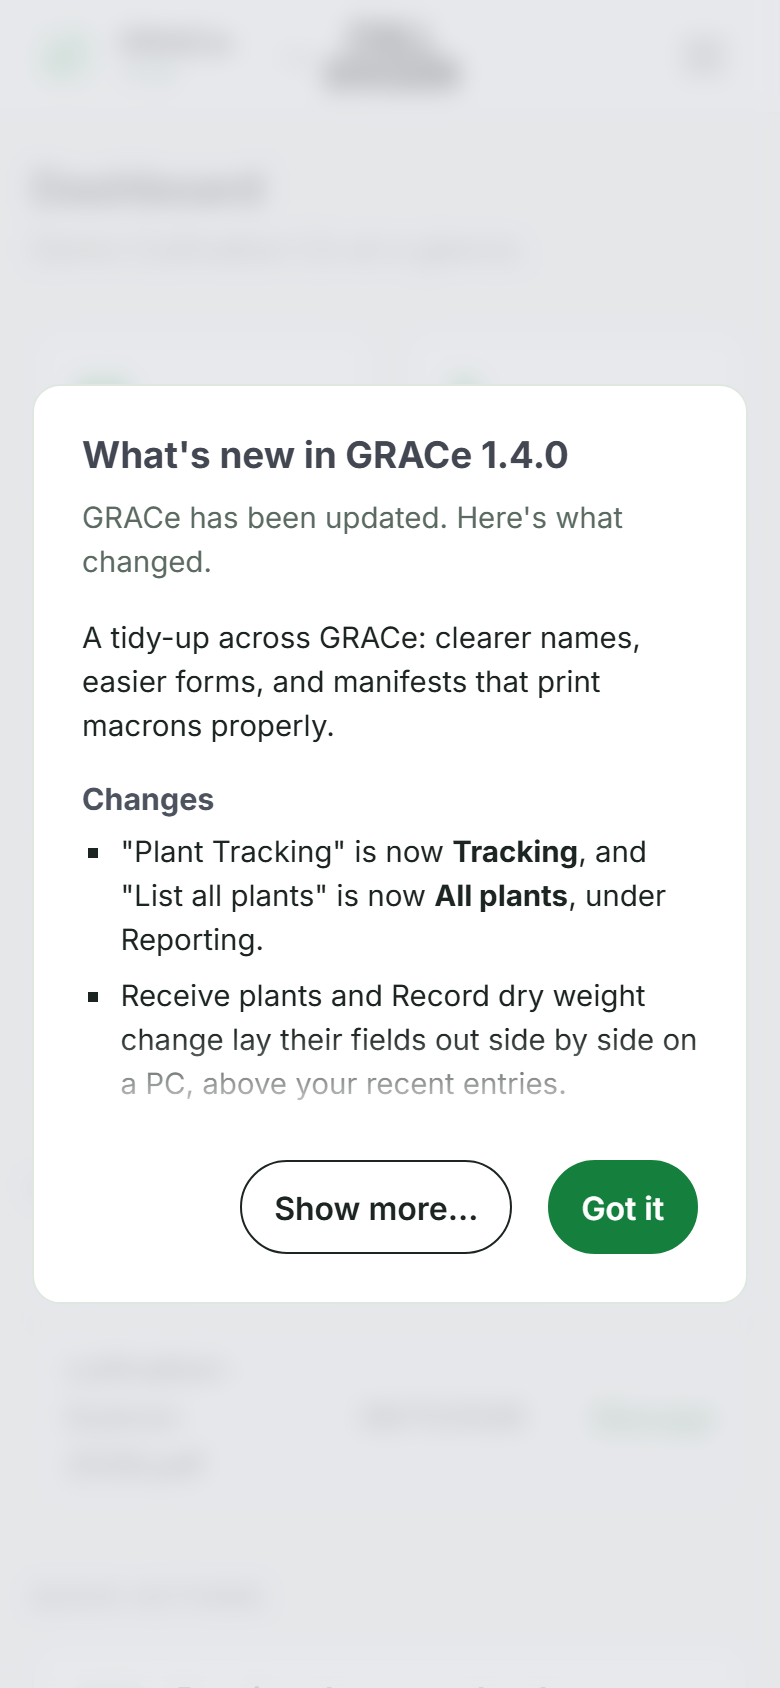 What's new in GRACe 1.4.0
GRACe has been updated. Here's what
changed.
A tidy-up across GRACe: clearer names,
easier forms, and manifests that print
macrons properly.
Changes
▪ "Plant Tracking" is now Tracking, and
"List all plants" is now All plants, under
Reporting.
▪ Receive plants and Record dry weight
change lay their fields out side by side on
a PC, above your recent entries.
Show more...
Got it